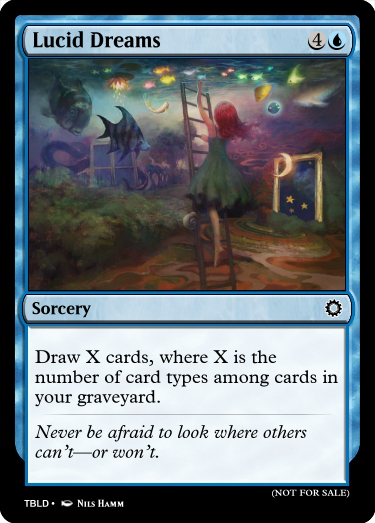 Lucid Dreams 4
Sorcery
Draw X cards, where X is the
number of card types among cards in
your graveyard.
Never be afraid to look where others
can't—or won't.
(NOT FOR SALE)
TBLD • Nils Hamm